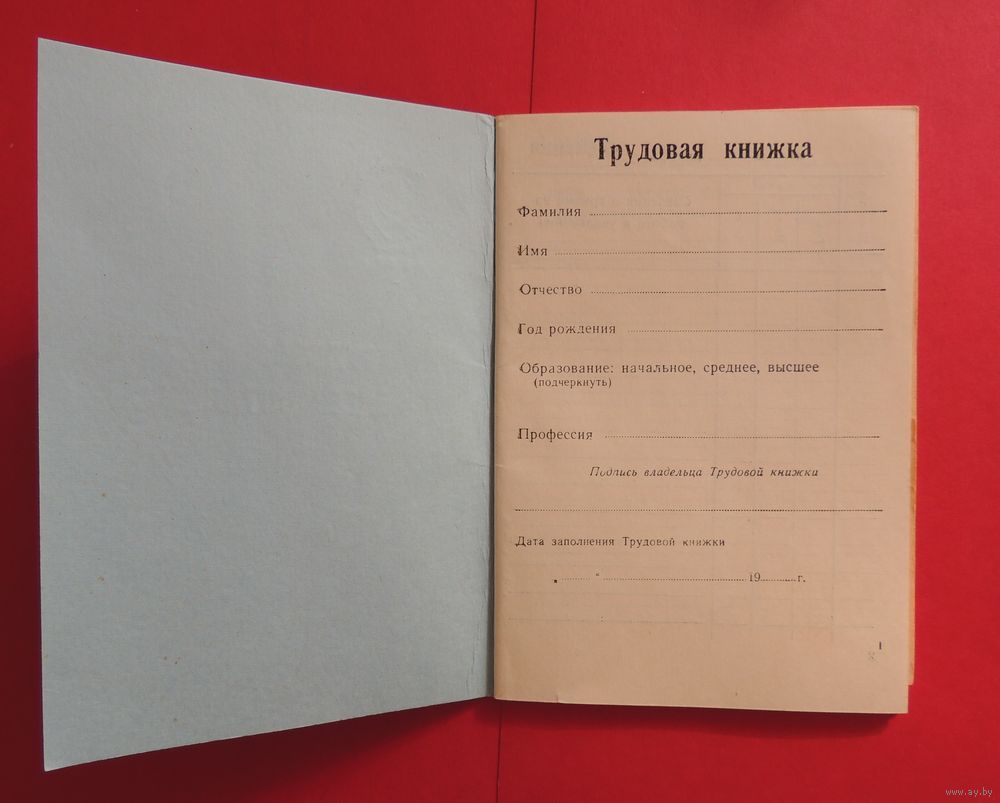 Трудовая книжка
Фамилия
Имя
Отчество
Год рождения
Образование: начальное, среднее, высшее
(подчеркнуть)
Профессия
Подпись владельца Трудовой книжки
Дата заполнения Трудовой книжки
„ “ 19 г.
1
www.ay.by